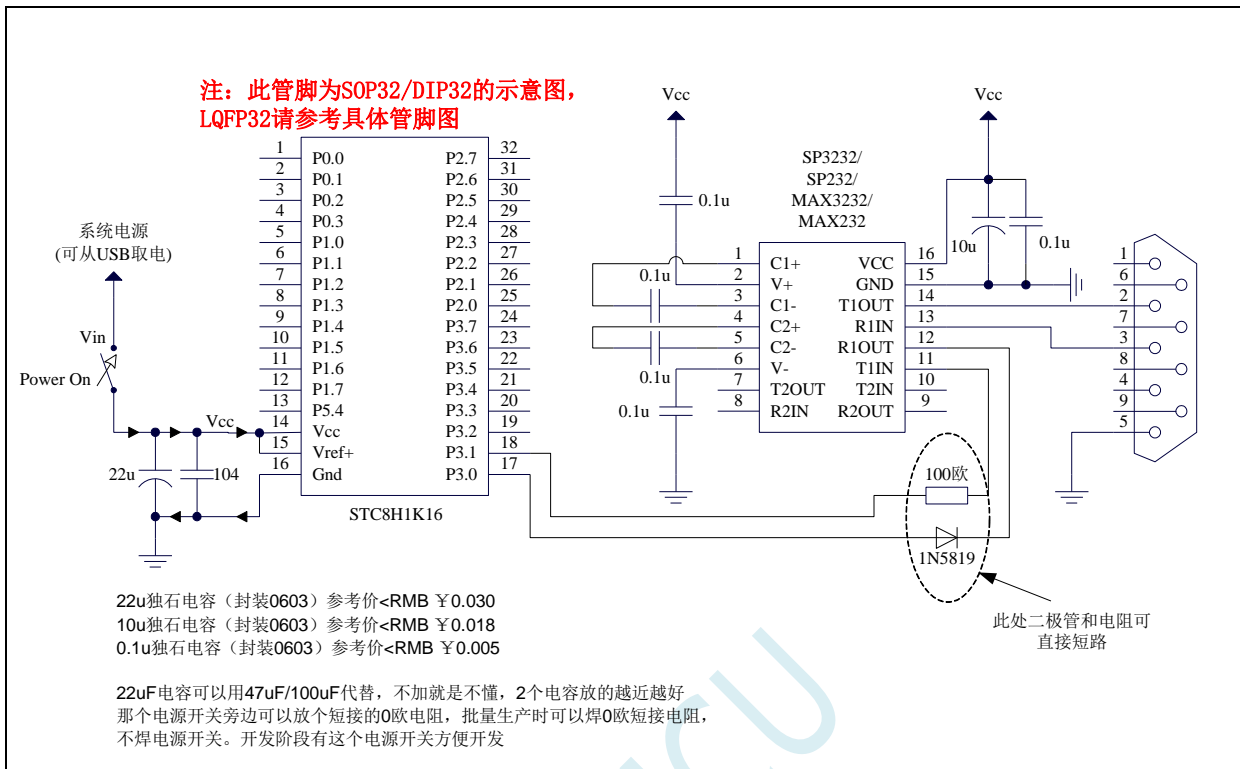 注：此管脚为SOP32/DIP32的示意图，
LQFP32请参考具体管脚图
系统电源
(可从USB取电)
Vin
Power On
Vcc
22u
104
1
2
3
4
5
6
7
8
9
10
11
12
13
14
15
16
P0.0
P0.1
P0.2
P0.3
P1.0
P1.1
P1.2
P1.3
P1.4
P1.5
P1.6
P1.7
P5.4
Vcc
Vref+
Gnd
P2.7
P2.6
P2.5
P2.4
P2.3
P2.2
P2.1
P2.0
P3.7
P3.6
P3.5
P3.4
P3.3
P3.2
P3.1
P3.0
32
31
30
29
28
27
26
25
24
23
22
21
20
19
18
17
STC8H1K16
Vcc
0.1u
0.1u
0.1u
0.1u
SP3232/
SP232/
MAX3232/
MAX232
1
2
3
4
5
6
7
8
C1+
V+
C1-
C2+
C2-
V-
T2OUT
R2IN
VCC
GND
T1OUT
R1IN
R1OUT
T1IN
T2IN
R2OUT
16
15
14
13
12
11
10
9
Vcc
10u
0.1u
1
6
2
7
3
8
4
9
5
100欧
1N5819
此处二极管和电阻可
直接短路
22u独石电容（封装0603）参考价<RMB ￥0.030
10u独石电容（封装0603）参考价<RMB ￥0.018
0.1u独石电容（封装0603）参考价<RMB ￥0.005
22uF电容可以用47uF/100uF代替，不加就是不懂，2个电容放的越近越好
那个电源开关旁边可以放个短接的0欧电阻，批量生产时可以焊0欧短接电阻，
不焊电源开关。开发阶段有这个电源开关方便开发
CU